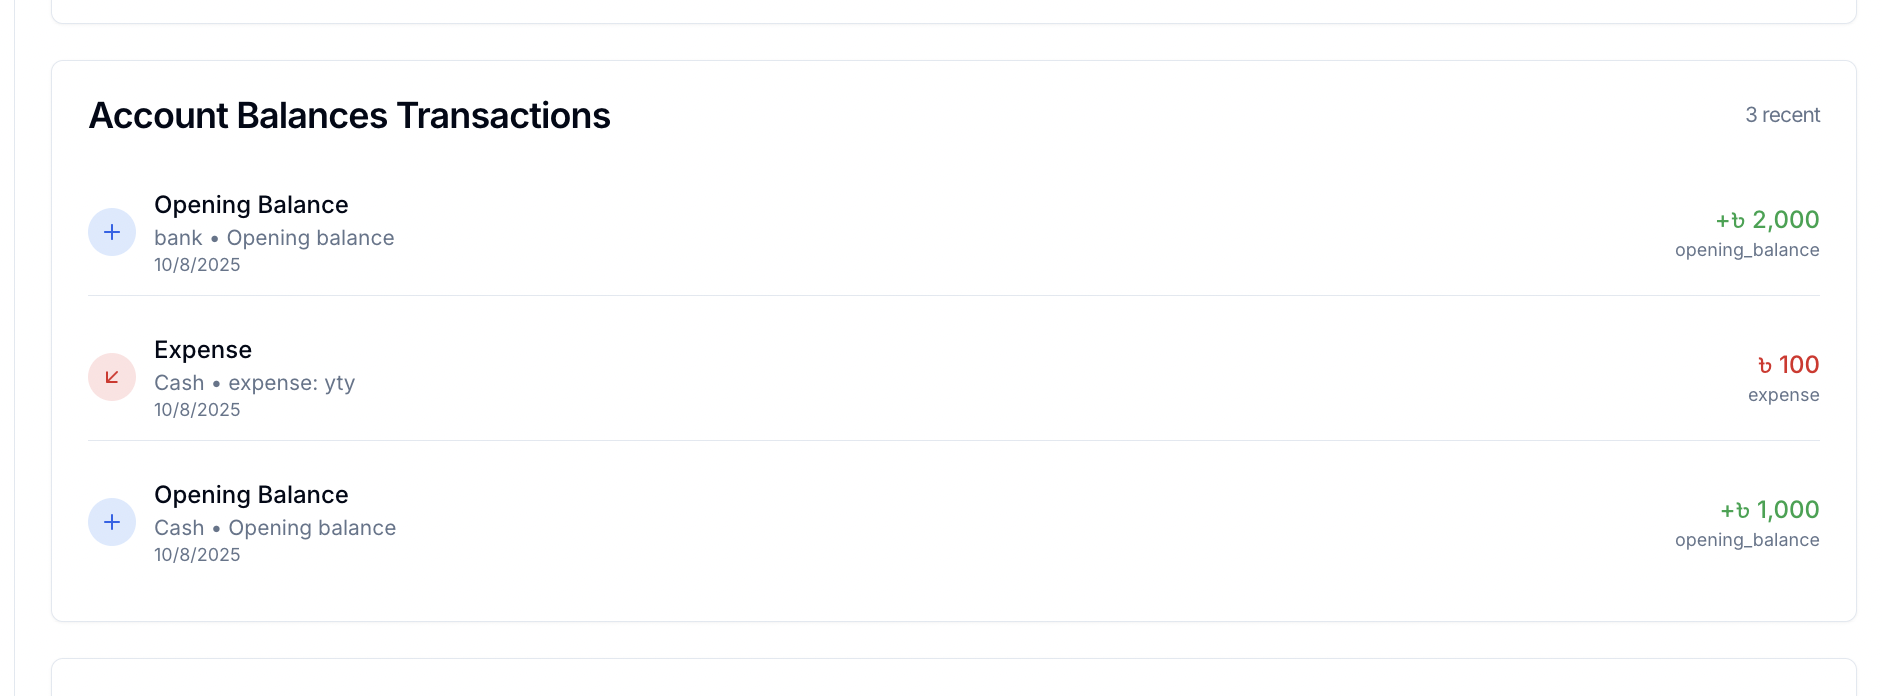 Account Balances Transactions
3 recent
Opening Balance
bank • Opening balance
10/8/2025
+৳ 2,000
opening_balance
Expense
Cash • expense: yty
10/8/2025
৳ 100
expense
Opening Balance
Cash • Opening balance
10/8/2025
+৳ 1,000
opening_balance